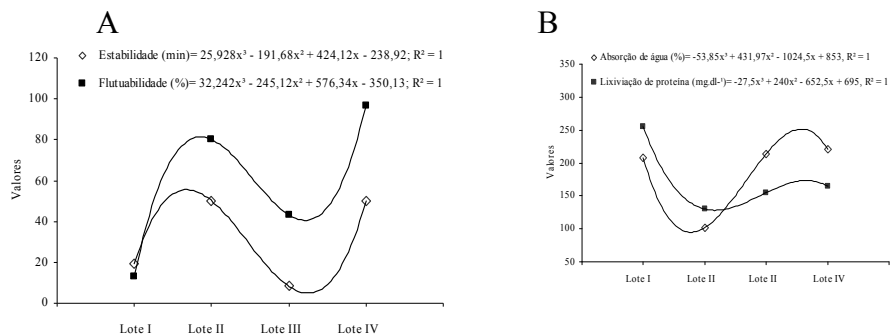 A
Estabilidade (min)= 25,928x³ - 191,68x² + 424,12x - 238,92; R² = 1
Flutuabilidade (%)= 32,242x³ - 245,12x² + 576,34x - 350,13; R² = 1
Valores
120
100
80
60
40
20
0
Lote I
Lote II
Lote III
Lote IV
B
Absorção de água (%)= -53,85x³ + 431,97x² - 1024,5x + 853, R² = 1
Lixiviação de proteína (mg.dl-¹)= -27,5x³ + 240x² - 652,5x + 695, R² = 1
Valores
350
300
250
200
150
100
50
Lote I
Lote II
Lote II
Lote IV